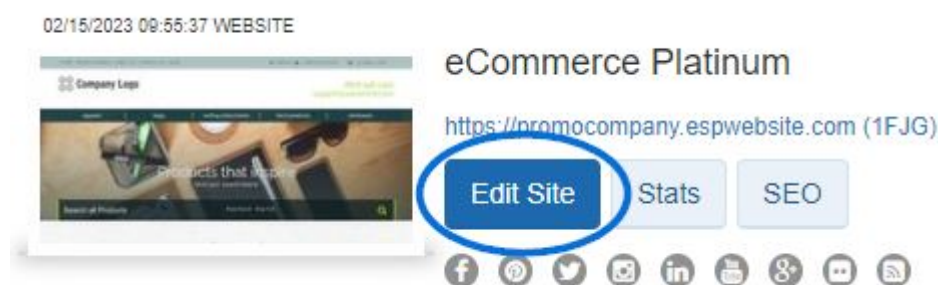 02/15/2023 09:55:37 WEBSITE
Company Logo
Products that inspire
Search all Products
eCommerce Platinum
https://promocompany.espwebsite.com (1FJG)
Edit Site Stats SEO